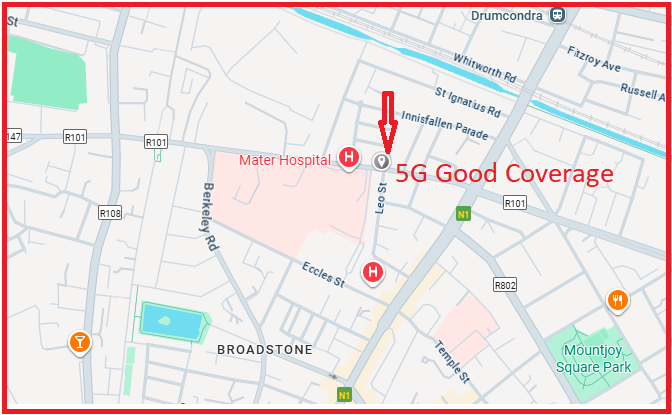 St
Drumcondra
Fitzroy Ave
Whitworth Rd
Russell A
St Ignatius Rd
Innisfallen Parade
147
R101
R101
Mater Hospital
H
5G Good Coverage
Berkeley Rd
Leo St
R101
R108
N1
Eccles St
H
R802
BROADSTONE
Temple St
Mountjoy
Square Park
N1